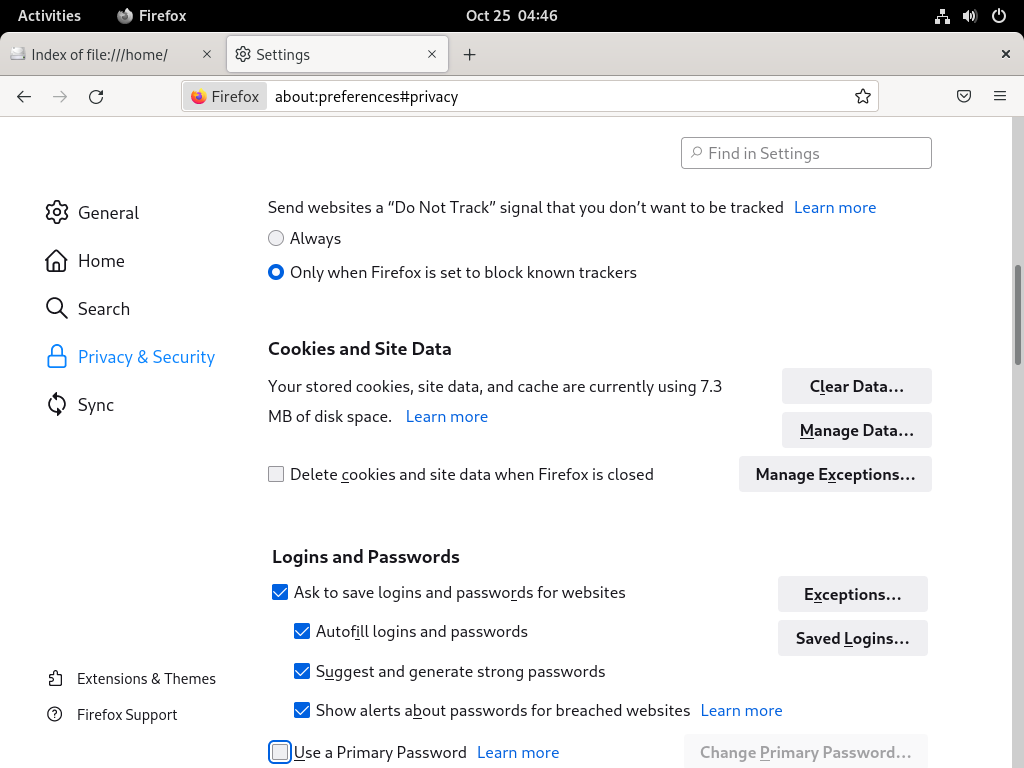 Activities
Firefox
Oct 25 04:46
Index of file:///home/
Settings
Firefox
about:preferences#privacy
Find in Settings
General
Home
Search
Privacy & Security
Sync
Extensions & Themes
Firefox Support
Send websites a “Do Not Track” signal that you don’t want to be tracked Learn more
Always
Only when Firefox is set to block known trackers
Cookies and Site Data
Your stored cookies, site data, and cache are currently using 7.3
MB of disk space. Learn more
Clear Data…
Manage Data…
Delete cookies and site data when Firefox is closed
Manage Exceptions…
Logins and Passwords
Ask to save logins and passwords for websites
Exceptions…
Autofill logins and passwords
Saved Logins…
Suggest and generate strong passwords
Show alerts about passwords for breached websites Learn more
Use a Primary Password Learn more
Change Primary Password…